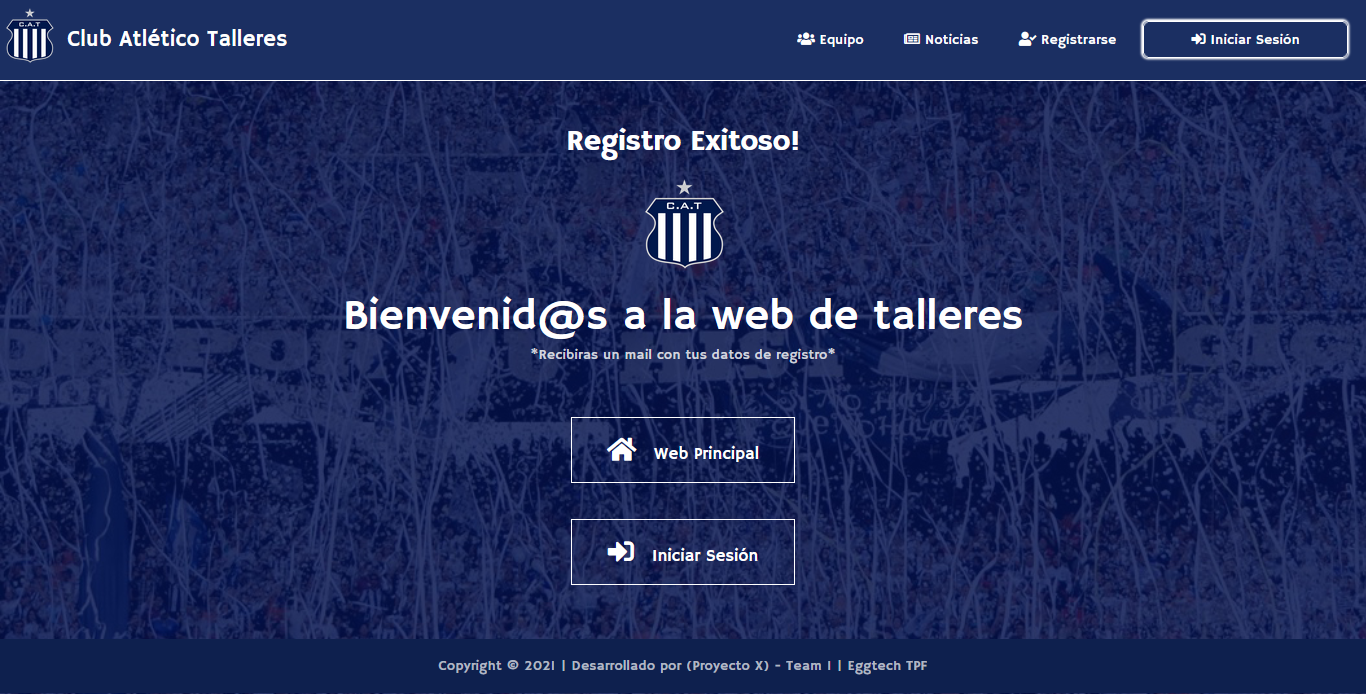 C.A.T
Club Atlético Talleres
Equipo
Noticias
Registrarse
Iniciar Sesión
Registro Exitoso!
C.A.T
Bienvenid@s a la web de talleres
*Recibiras un mail con tus datos de registro*
Web Principal
Iniciar Sesión
Copyright © 2021 | Desarrollado por (Proyecto X) - Team 1 | Eggtech TPF